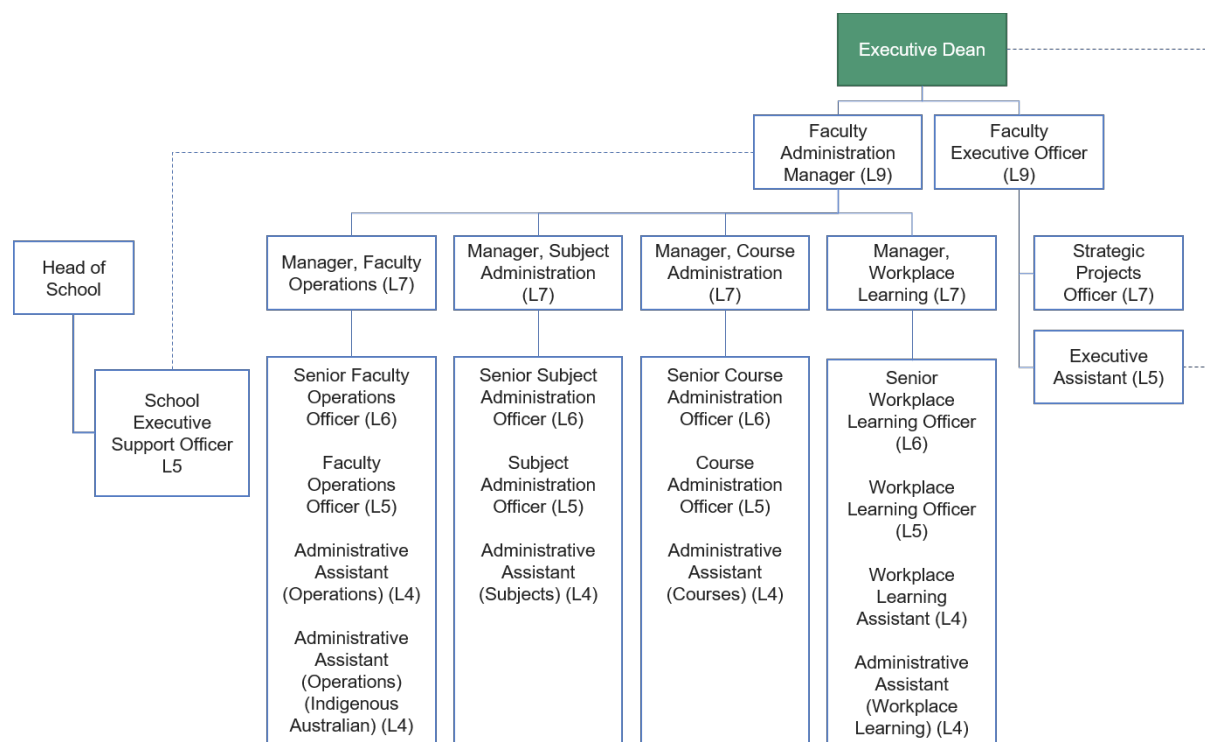 Executive Dean
Faculty
Administration
Manager (L9)
Faculty
Executive Officer
(L9)
Head of
School
Manager, Faculty
Operations (L7)
Manager, Subject
Administration
(L7)
Manager, Course
Administration
(L7)
Manager,
Workplace
Learning (L7)
Strategic
Projects
Officer (L7)
Executive
Assistant (L5)
School
Executive
Support Officer
L5
Senior Faculty
Operations
Officer (L6)
Faculty
Operations
Officer (L5)
Administrative
Assistant
(Operations) (L4)
Administrative
Assistant
(Operations)
(Indigenous
Australian) (L4)
Senior Subject
Administration
Officer (L6)
Subject
Administration
Officer (L5)
Administrative
Assistant
(Subjects) (L4)
Senior Course
Administration
Officer (L6)
Course
Administration
Officer (L5)
Administrative
Assistant
(Courses) (L4)
Senior
Workplace
Learning Officer
(L6)
Workplace
Learning Officer
(L5)
Workplace
Learning
Assistant (L4)
Administrative
Assistant
(Workplace
Learning) (L4)